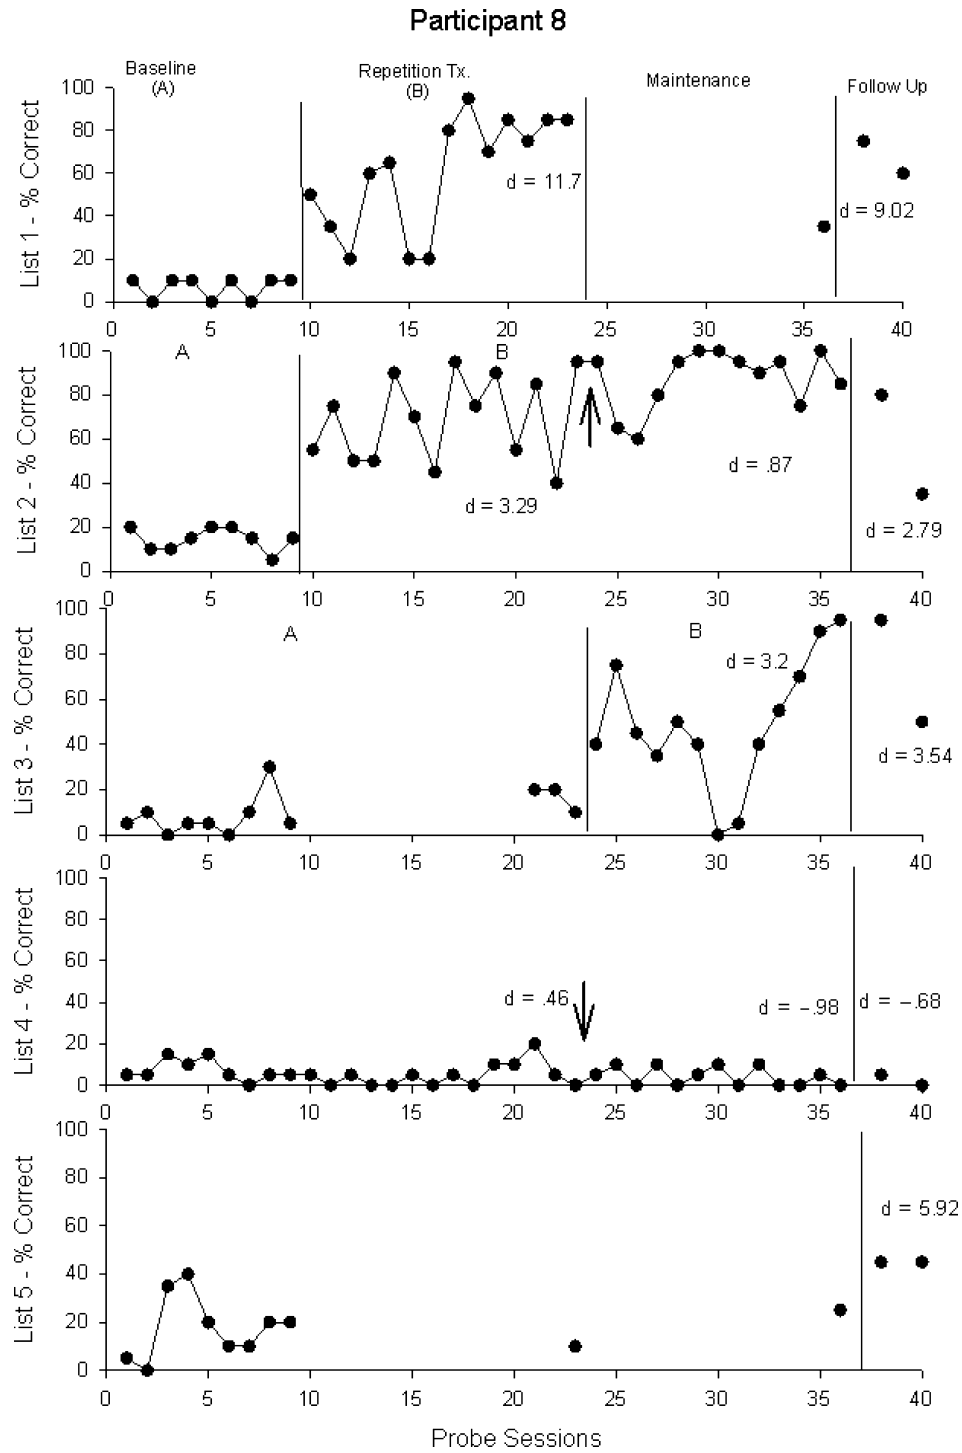 Participant 8
Baseline
(A)
Repetition Tx.
(B)
Maintenance
Follow Up
List 1 - % Correct
100
80
60
40
20
0
d = 11.7
d = 9.02
0 5 10 15 20 25 30 35 40
List 2 - % Correct
A
B
100
80
60
40
20
0
d = 3.29
d = .87
d = 2.79
0 5 10 15 20 25 30 35 40
List 3 - % Correct
A
B
100
80
60
40
20
0
d = 3.2
d = 3.54
0 5 10 15 20 25 30 35 40
List 4 - % Correct
100
80
60
40
20
0
d = .46
d = −.98
d = −.68
0 5 10 15 20 25 30 35 40
List 5 - % Correct
100
80
60
40
20
0
d = 5.92
0 5 10 15 20 25 30 35 40
Probe Sessions